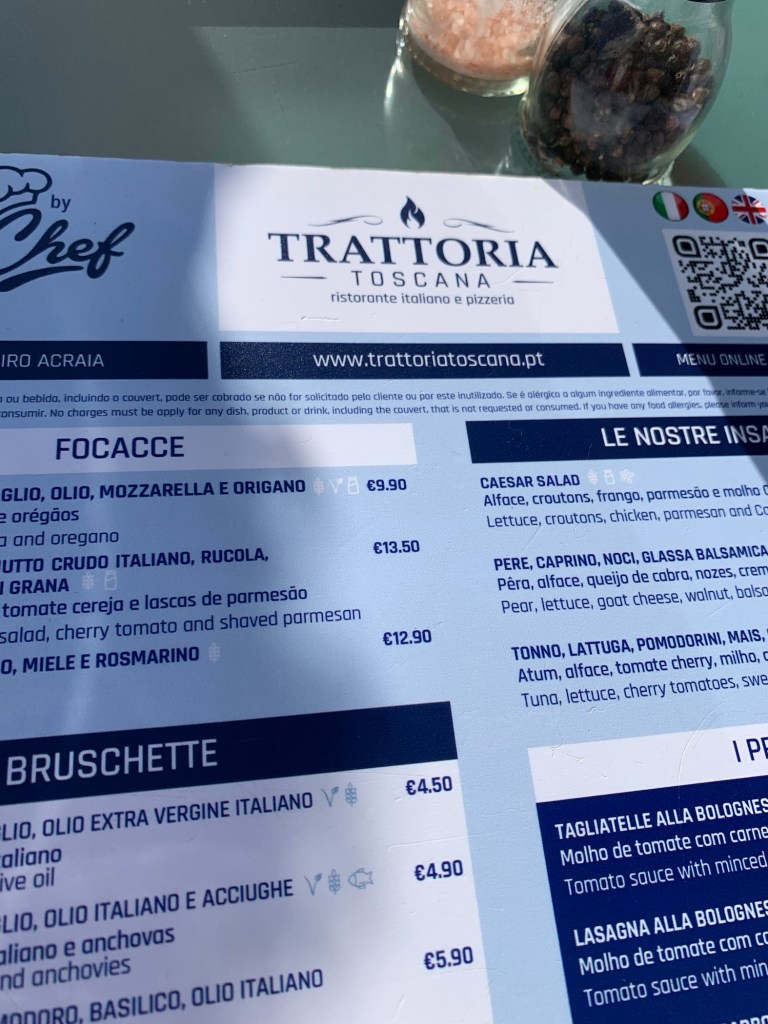 by
Chef
TRATTORIA
TOSCANA
ristorante italiano e pizzeria
IRO ACRAIA
www.trattoriatoscana.pt
MENU ONLINE
ou bebida, incluindo o couvert, pode ser cobrado se não for solicitado pelo cliente ou por este inutilizado. Se é alérgico a algum ingrediente alimentar, por favor, informe-se
consumir. No charges must be apply for any dish, product or drink, including the couvert, that is not requested or consumed. If you have any food allergies, please inform
FOCACCE
GLIO, OLIO, MOZZARELLA E ORIGANO €9.90
e orégãos
a and oregano
UTTO CRUDO ITALIANO, RUCOLA, €13.50
I GRANA
tomate cereja e lascas de parmesão
salad, cherry tomato and shaved parmesan
O, MIELE E ROSMARINO €12.90
BRUSCHETTE
GLIO, OLIO EXTRA VERGINE ITALIANO €4.50
taliano
ive oil
GLIO, OLIO ITALIANO E ACCIUGHE €4.90
aliano e anchovas
nd anchovies
MODORO, BASILICO, OLIO ITALIANO €5.90
LE NOSTRE INSA
CAESAR SALAD
Alface, croutons, frango, parmesão e molho
Lettuce, croutons, chicken, parmesan and
PERE, CAPRINO, NOCI, GLASSA BALSAMICA
Pêra, alface, queijo de cabra, nozes, crem
Pear, lettuce, goat cheese, walnut, balsa
TONNO, LATTUGA, POMODORINI, MAIS,
Atum, alface, tomate cherry, milho,
Tuna, lettuce, cherry tomatoes, swe
I
TAGLIATELLE ALLA BOLOGNES
Molho de tomate com carne
Tomato sauce with minced
LASAGNA ALLA BOLOGNES
Molho de tomate com ca
Tomato sauce with min